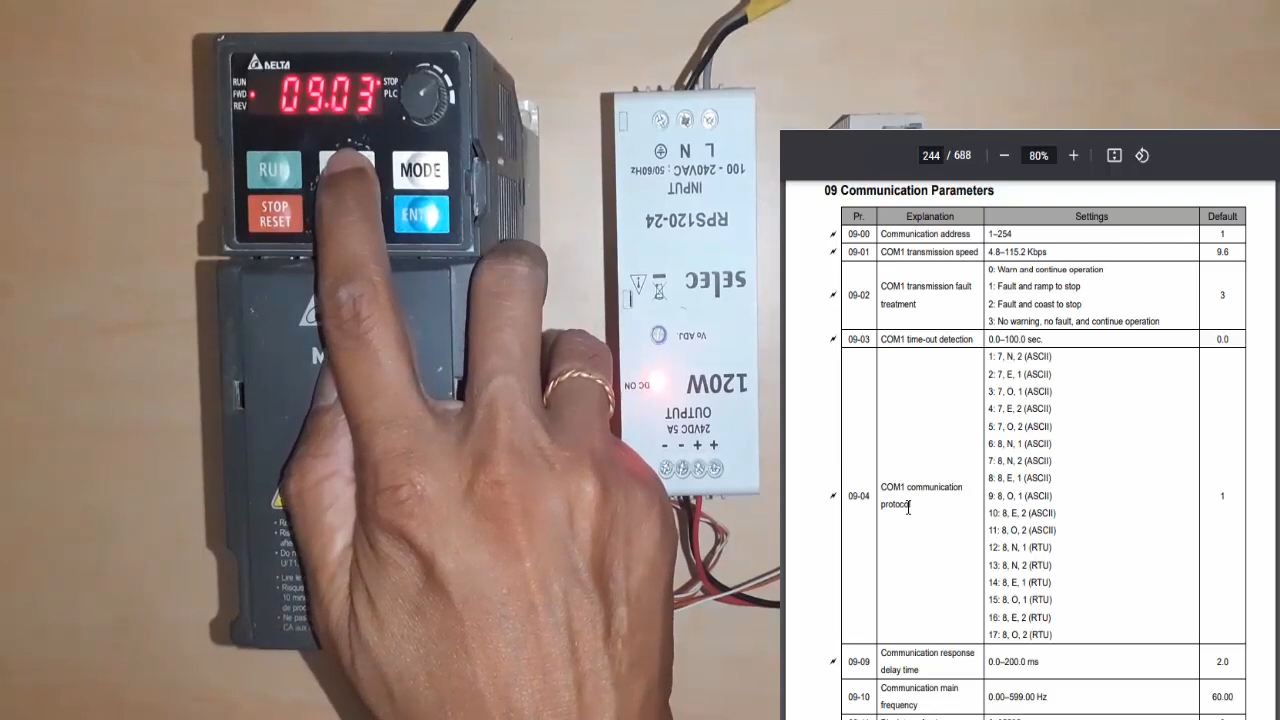 DELTA
RUN
FWD
REV
09.03
STOP
PLC
RUN
MODE
STOP
RESET
ENT
L N
100 - 240VAC ; 50/60Hz
INPUT
RPS120-24
selec
Vo ADJ.
DC ON
120W
OUTPUT
24VDC 5A
- - + +
M
10 min
de proc
CA aux
244 / 688
80%
09 Communication Parameters
Pr. Explanation Settings Default
09-00 Communication address 1~254 1
09-01 COM1 transmission speed 4.8–115.2 Kbps 9.6
09-02 COM1 transmission fault treatment 3
0: Warn and continue operation
1: Fault and ramp to stop
2: Fault and coast to stop
3: No warning, no fault, and continue operation
09-03 COM1 time-out detection 0.0–100.0 sec. 0.0
09-04 COM1 communication protocol 1
1: 7, N, 2 (ASCII)
2: 7, E, 1 (ASCII)
3: 7, O, 1 (ASCII)
4: 7, E, 2 (ASCII)
5: 7, O, 2 (ASCII)
6: 8, N, 1 (ASCII)
7: 8, N, 2 (ASCII)
8: 8, E, 1 (ASCII)
9: 8, O, 1 (ASCII)
10: 8, E, 2 (ASCII)
11: 8, O, 2 (ASCII)
12: 8, N, 1 (RTU)
13: 8, N, 2 (RTU)
14: 8, E, 1 (RTU)
15: 8, O, 1 (RTU)
16: 8, E, 2 (RTU)
17: 8, O, 2 (RTU)
09-09 Communication response delay time 0.0–200.0 ms 2.0
09-10 Communication main frequency 0.00–599.00 Hz 60.00